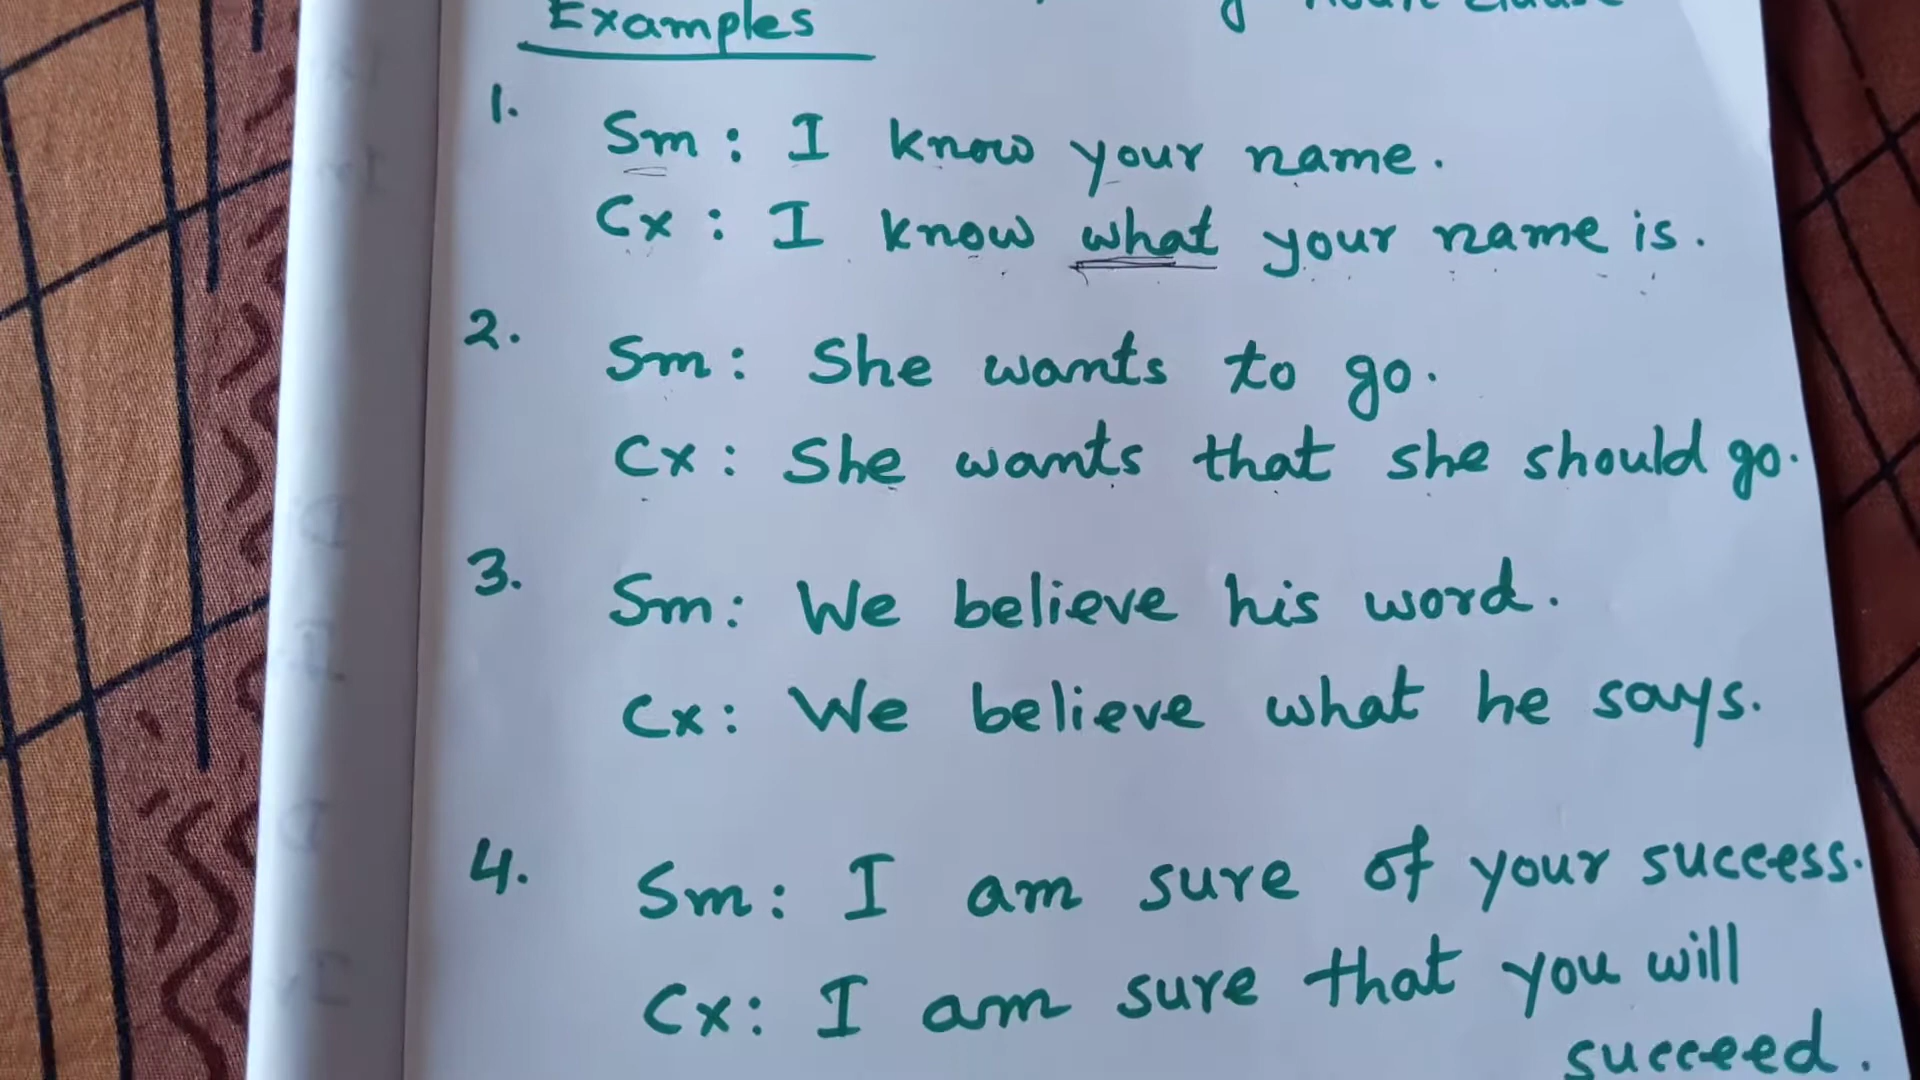 Noun clause
Examples
1.
Sm : I know your name.
Cx : I know what your name is.
2.
Sm : She wants to go.
Cx : She wants that she should go.
3.
Sm : We believe his word.
Cx : We believe what he says.
4.
Sm : I am sure of your success.
Cx : I am sure that you will
succeed.